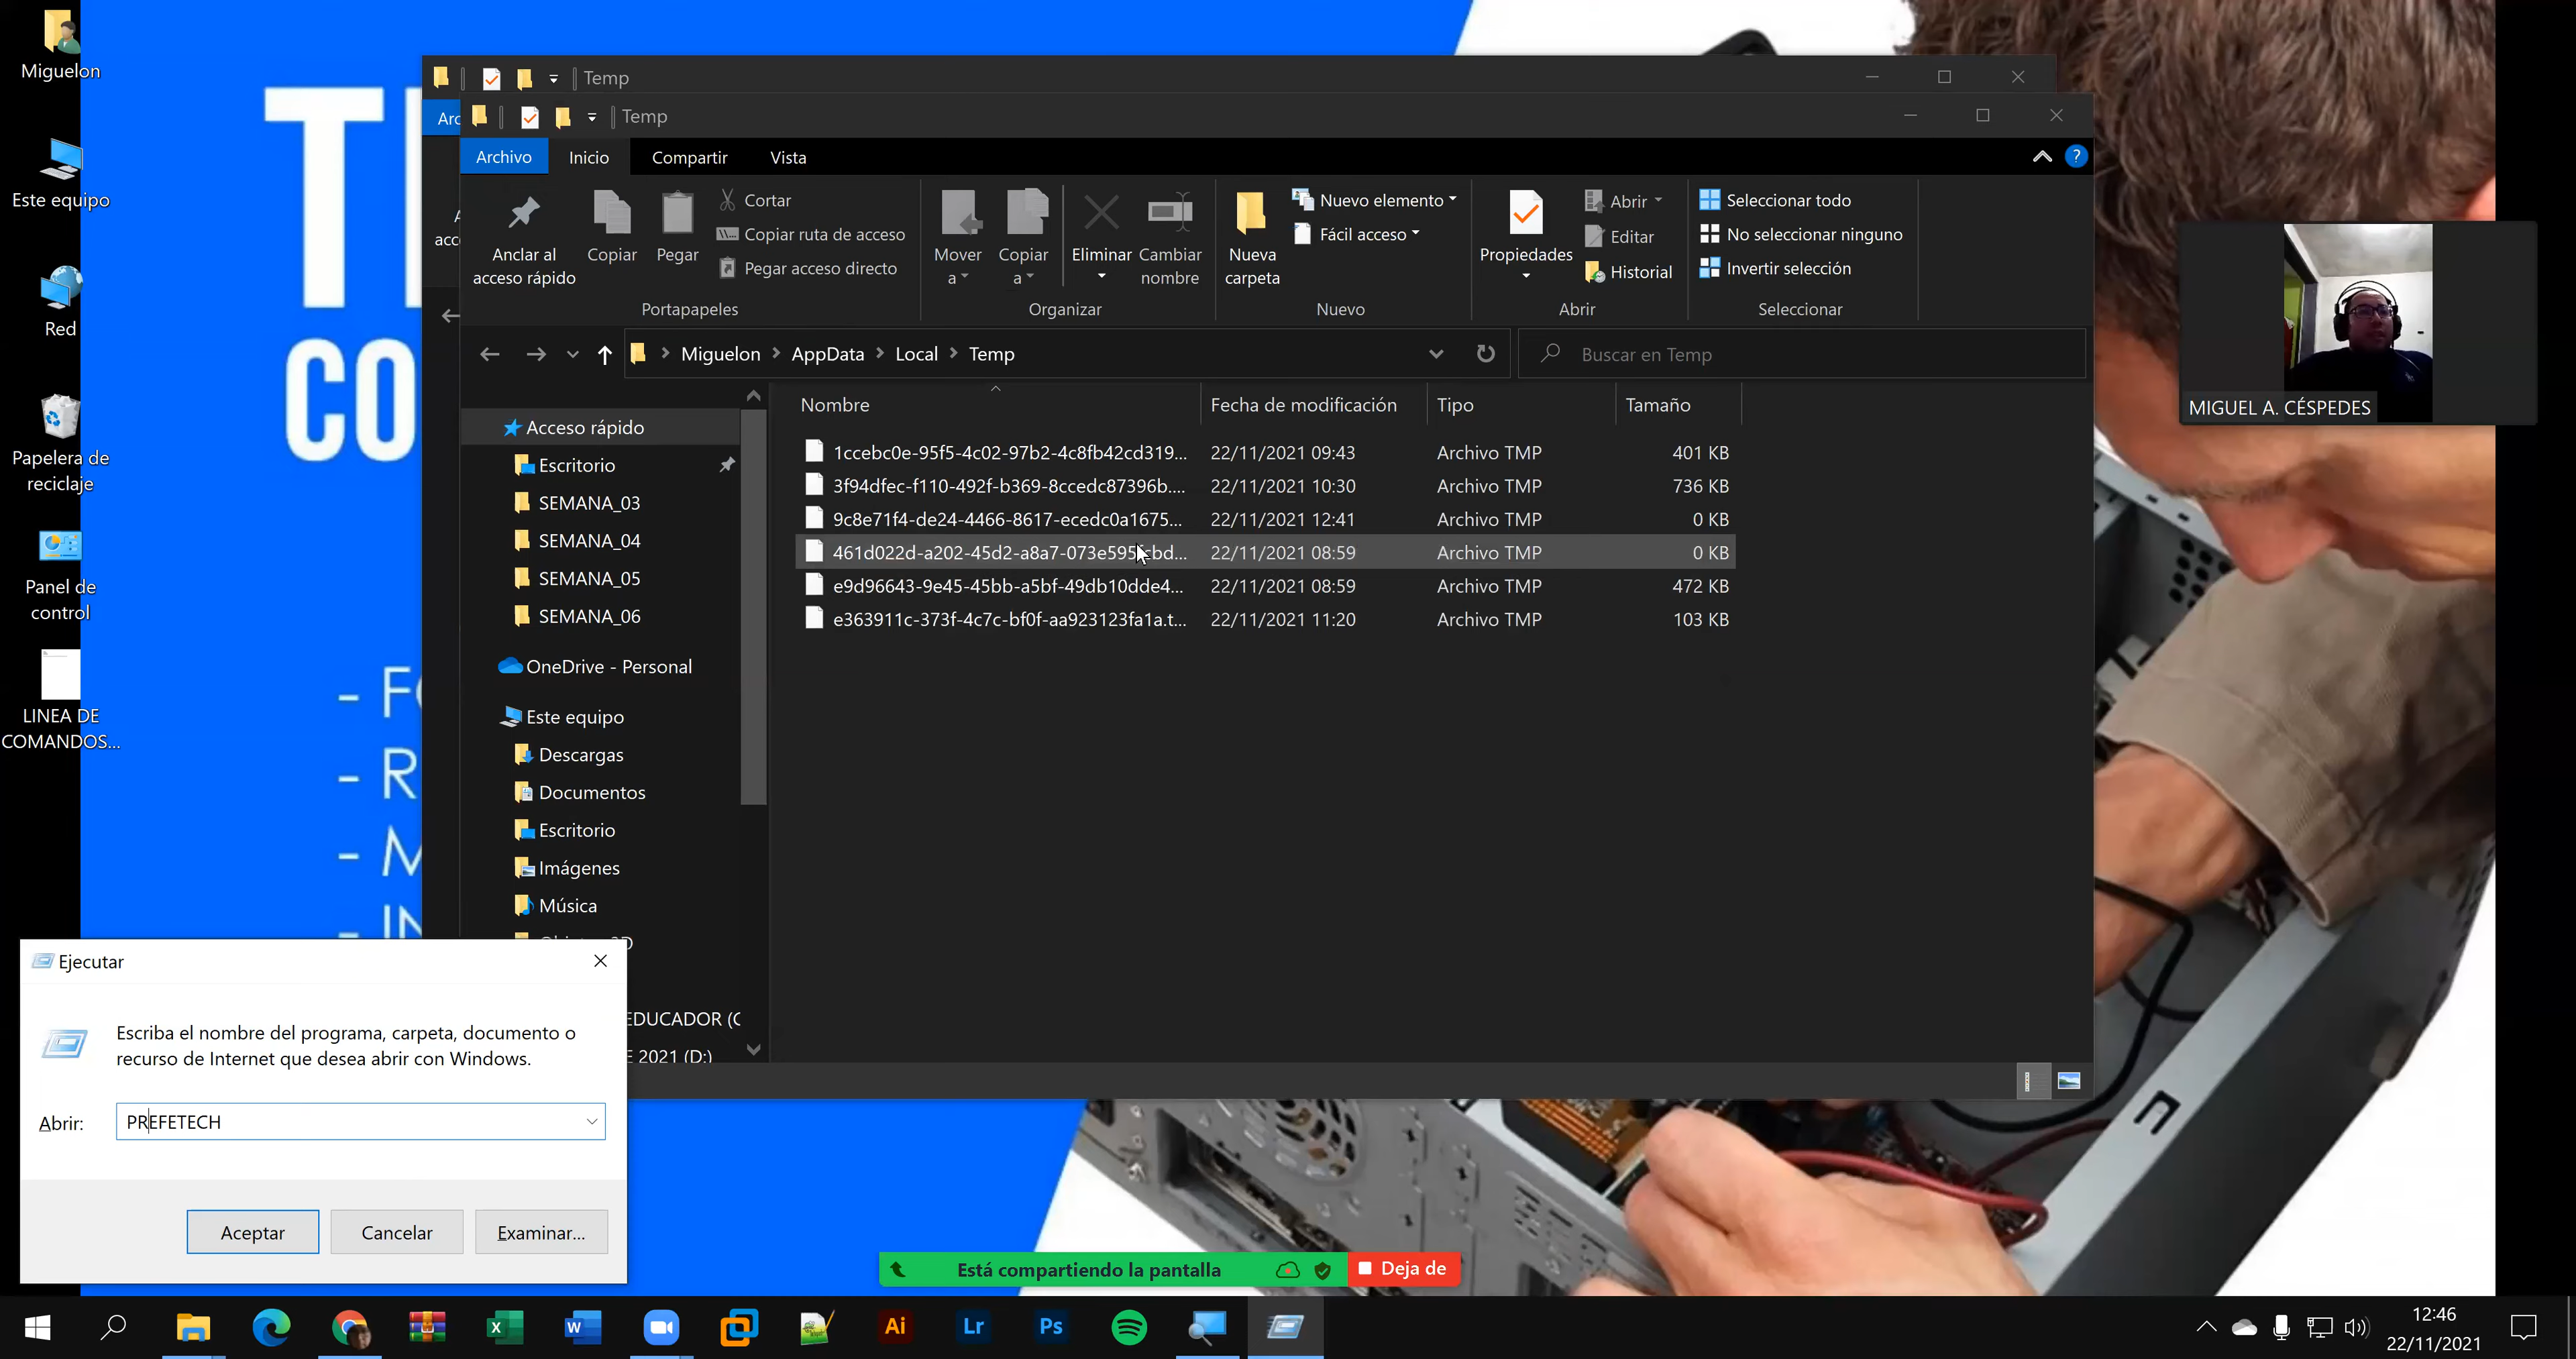 Miguelon
Este equipo
Red
Papelera de
reciclaje
Panel de
control
LINEA DE
COMANDOS...
CO
- R
- M
Temp
Temp
Archivo
Inicio
Compartir
Vista
Anclar al
acceso rápido
Copiar
Pegar
Cortar
Copiar ruta de acceso
Pegar acceso directo
Portapapeles
Mover
a
Copiar
a
Eliminar
Cambiar
nombre
Organizar
Nueva
carpeta
Nuevo elemento
Fácil acceso
Nuevo
Propiedades
Abrir
Editar
Historial
Abrir
Seleccionar todo
No seleccionar ninguno
Invertir selección
Seleccionar
Miguelon > AppData > Local > Temp
Buscar en Temp
Acceso rápido
Escritorio
SEMANA_03
SEMANA_04
SEMANA_05
SEMANA_06
OneDrive - Personal
Este equipo
Descargas
Documentos
Escritorio
Imágenes
Música
EDUCADOR (C
E 2021 (D:)
Nombre Fecha de modificación Tipo Tamaño
1ccebc0e-95f5-4c02-97b2-4c8fb42cd319... 22/11/2021 09:43 Archivo TMP 401 KB
3f94dfec-f110-492f-b369-8ccedc87396b.... 22/11/2021 10:30 Archivo TMP 736 KB
9c8e71f4-de24-4466-8617-ecedc0a1675... 22/11/2021 12:41 Archivo TMP 0 KB
22/11/2021 08:59 Archivo TMP 0 KB
e9d96643-9e45-45bb-a5bf-49db10dde4... 22/11/2021 08:59 Archivo TMP 472 KB
e363911c-373f-4c7c-bf0f-aa923123fa1a.t... 22/11/2021 11:20 Archivo TMP 103 KB
MIGUEL A. CÉSPEDES
Ejecutar
Escriba el nombre del programa, carpeta, documento o
recurso de Internet que desea abrir con Windows.
Abrir:
PREFETECH
Aceptar
Cancelar
Examinar...
Está compartiendo la pantalla
Deja de
Ai
Lr
Ps
12:46
22/11/2021